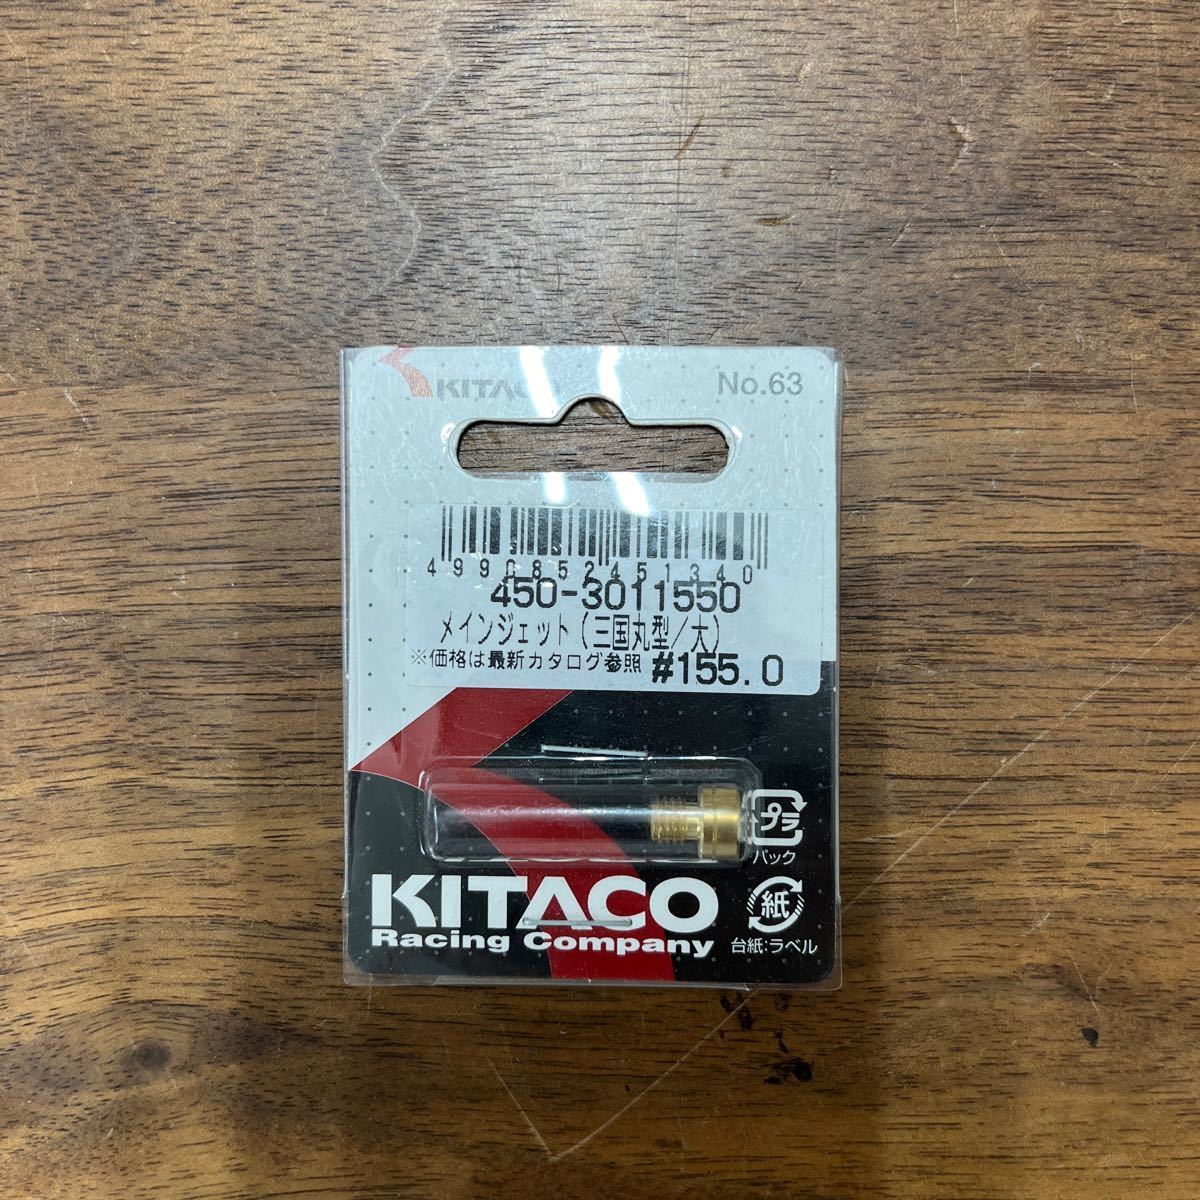 KITACO
No.63
4990852451340
450-3011550
メインジェット(三国丸型/大)
※価格は最新カタログ参照 #155.0
プラ
パック
KITACO
Racing Company
紙
台紙:ラベル